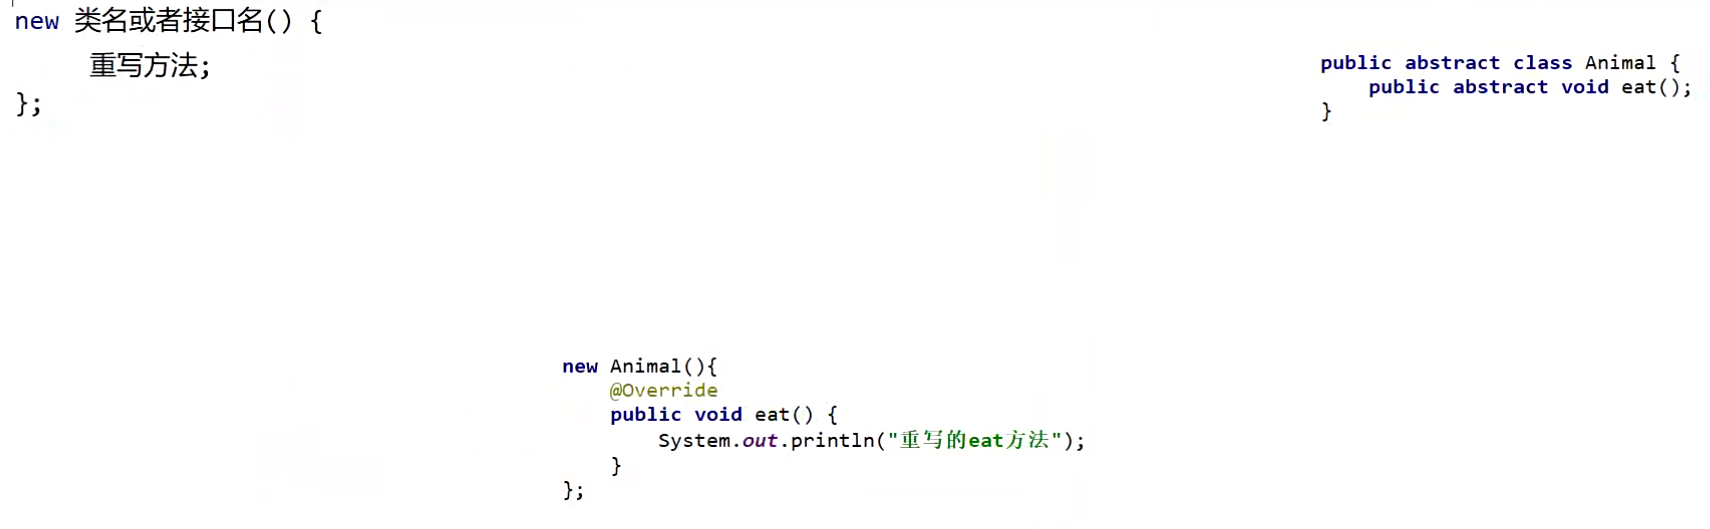 new 类名或者接口名() {
重写方法;
};
public abstract class Animal {
public abstract void eat();
}
new Animal(){
@Override
public void eat() {
System.out.println("重写的eat方法");
}
};